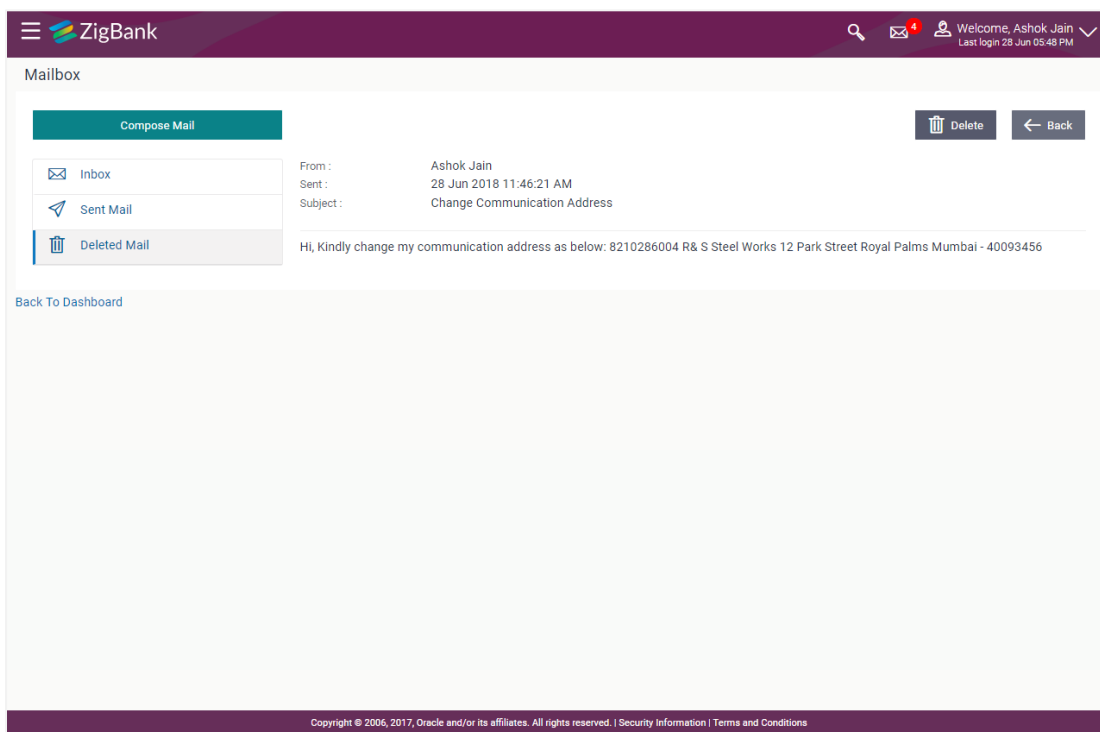 ZigBank
4
Welcome, Ashok Jain
Last login 28 Jun 05:48 PM
Mailbox
Compose Mail
Delete
Back
Inbox
Sent Mail
Deleted Mail
From : Ashok Jain
Sent : 28 Jun 2018 11:46:21 AM
Subject : Change Communication Address
Hi, Kindly change my communication address as below: 8210286004 R& S Steel Works 12 Park Street Royal Palms Mumbai - 40093456
Back To Dashboard
Copyright © 2006, 2017, Oracle and/or its affiliates. All rights reserved. | Security Information | Terms and Conditions